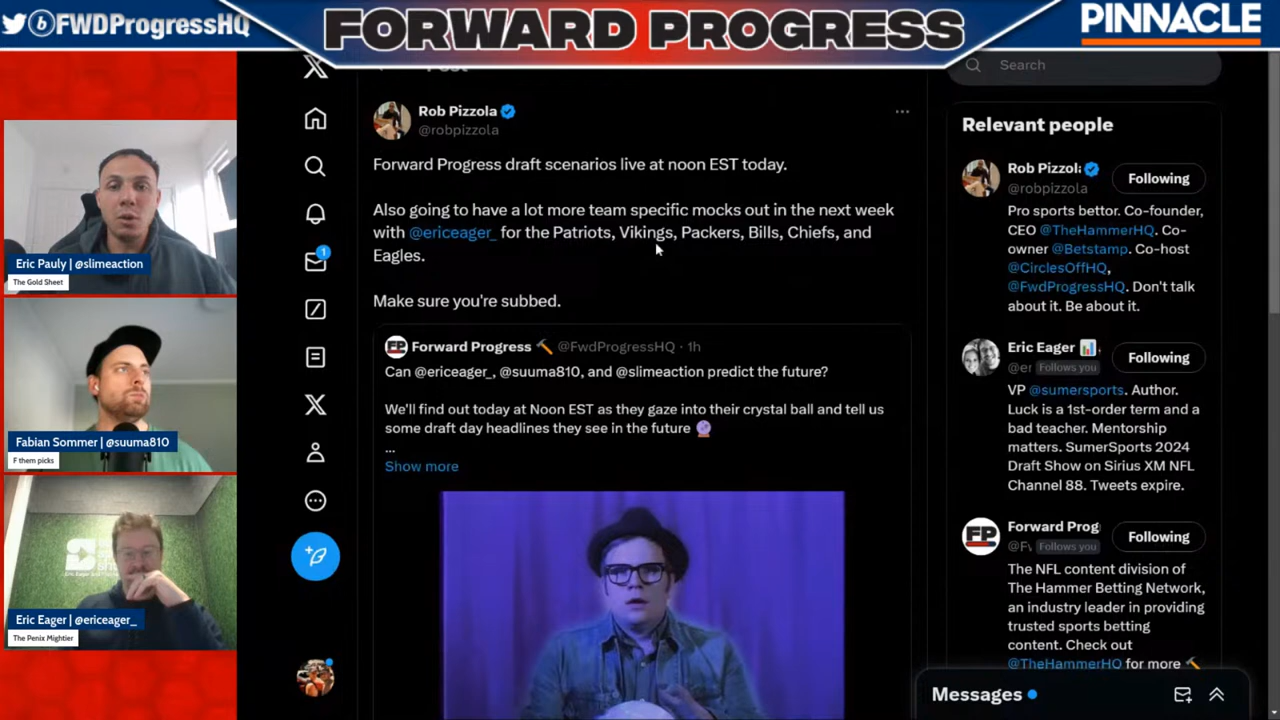 @FWDProgressHQ
FORWARD PROGRESS
PINNACLE
Eric Pauly | @slimeaction
The Gold Sheet
Fabian Sommer | @suuma810
F them picks
Eric Eager | @ericeager_
The Penix Mightier
Rob Pizzola
@robpizzola
Forward Progress draft scenarios live at noon EST today.
Also going to have a lot more team specific mocks out in the next week
with @ericeager_ for the Patriots, Vikings, Packers, Bills, Chiefs, and
Eagles.
Make sure you're subbed.
Forward Progress 🔨 @FwdProgressHQ · 1h
Can @ericeager_, @suuma810, and @slimeaction predict the future?
We'll find out today at Noon EST as they gaze into their crystal ball and tell us
some draft day headlines they see in the future 🔮
...
Show more
1
Search
Relevant people
Rob Pizzol
Following
@robpizzola
Pro sports bettor. Co-founder,
CEO @TheHammerHQ. Co-
owner @Betstamp. Co-host
@CirclesOffHQ,
@FwdProgressHQ. Don't talk
about it. Be about it.
Eric Eager 📊
Following
@er Follows you
VP @sumersports. Author.
Luck is a 1st-order term and a
bad teacher. Mentorship
matters. SumerSports 2024
Draft Show on Sirius XM NFL
Channel 88. Tweets expire.
FP
Forward Prog
Following
@F Follows you
The NFL content division of
The Hammer Betting Network,
an industry leader in providing
trusted sports betting
content. Check out
@TheHammerHQ for more 🔨
Messages